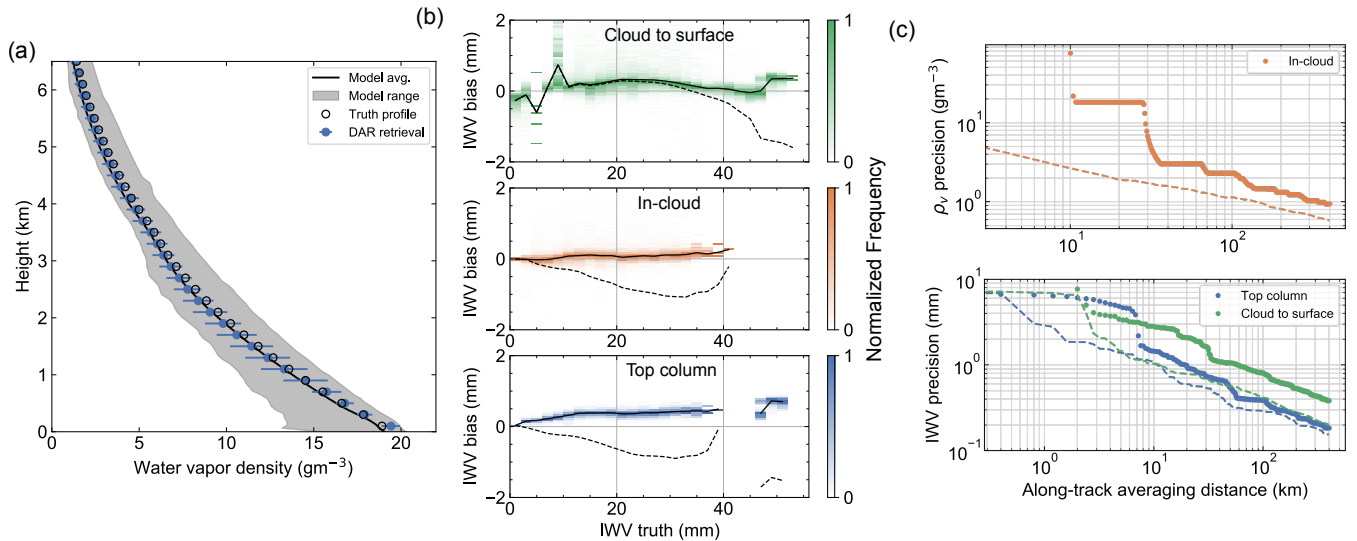 (a)
6
5
4
3
2
1
0
Height (km)
0
5
10
15
20
Water vapor density (gm⁻³)
Model avg.
Model range
Truth profile
DAR retrieval
(b)
Cloud to surface
IWV bias (mm)
2
0
−2
1
0
In-cloud
IWV bias (mm)
2
0
−2
1
0
Normalized Frequency
Top column
IWV bias (mm)
2
0
−2
1
0
0
20
40
IWV truth (mm)
(c)
In-cloud
ρᵥ precision (gm⁻³)
10¹
10⁰
10¹
10²
Top column
Cloud to surface
IWV precision (mm)
10¹
10⁰
10⁻¹
10⁰
10¹
10²
Along-track averaging distance (km)